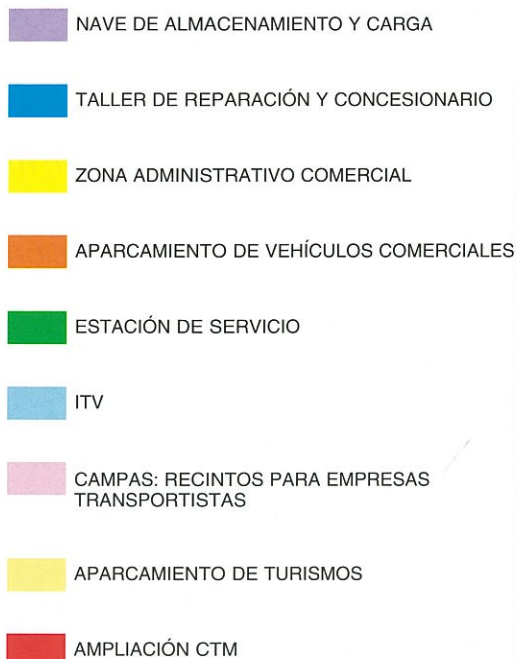 NAVE DE ALMACENAMIENTO Y CARGA
TALLER DE REPARACIÓN Y CONCESIONARIO
ZONA ADMINISTRATIVO COMERCIAL
APARCAMIENTO DE VEHÍCULOS COMERCIALES
ESTACIÓN DE SERVICIO
ITV
CAMPAS: RECINTOS PARA EMPRESAS
TRANSPORTISTAS
APARCAMIENTO DE TURISMOS
AMPLIACIÓN CTM